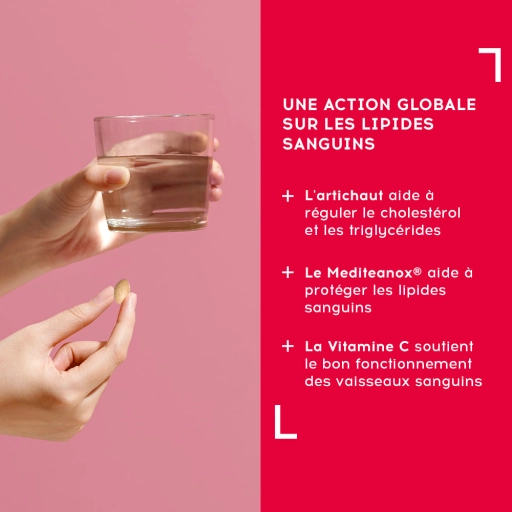 UNE ACTION GLOBALE
SUR LES LIPIDES
SANGUINS
+ L'artichaut aide à
réguler le cholestérol
et les triglycérides
+ Le Mediteanox® aide à
protéger les lipides
sanguins
+ La Vitamine C soutient
le bon fonctionnement
des vaisseaux sanguins